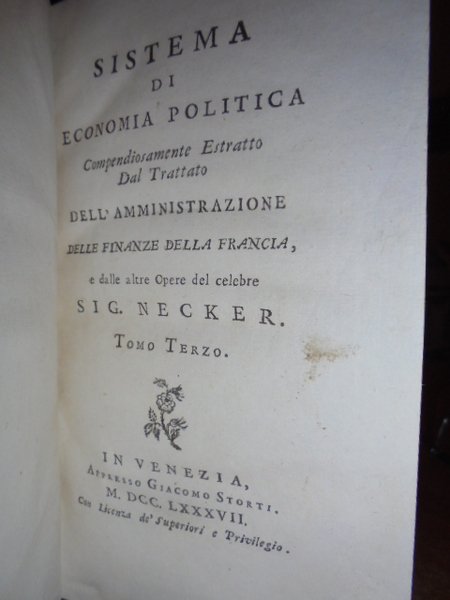 SISTEMA
DI
ECONOMIA POLITICA
Compendiosamente Estratto
Dal Trattato
DELL'AMMINISTRAZIONE
DELLE FINANZE DELLA FRANCIA,
e dalle altre Opere del celebre
SIG. NECKER.
TOMO TERZO.
IN VENEZIA,
APPRESSO GIACOMO STORTI.
M. DCC. LXXXVII.
Con Licenza de' Superiori e Privilegio.